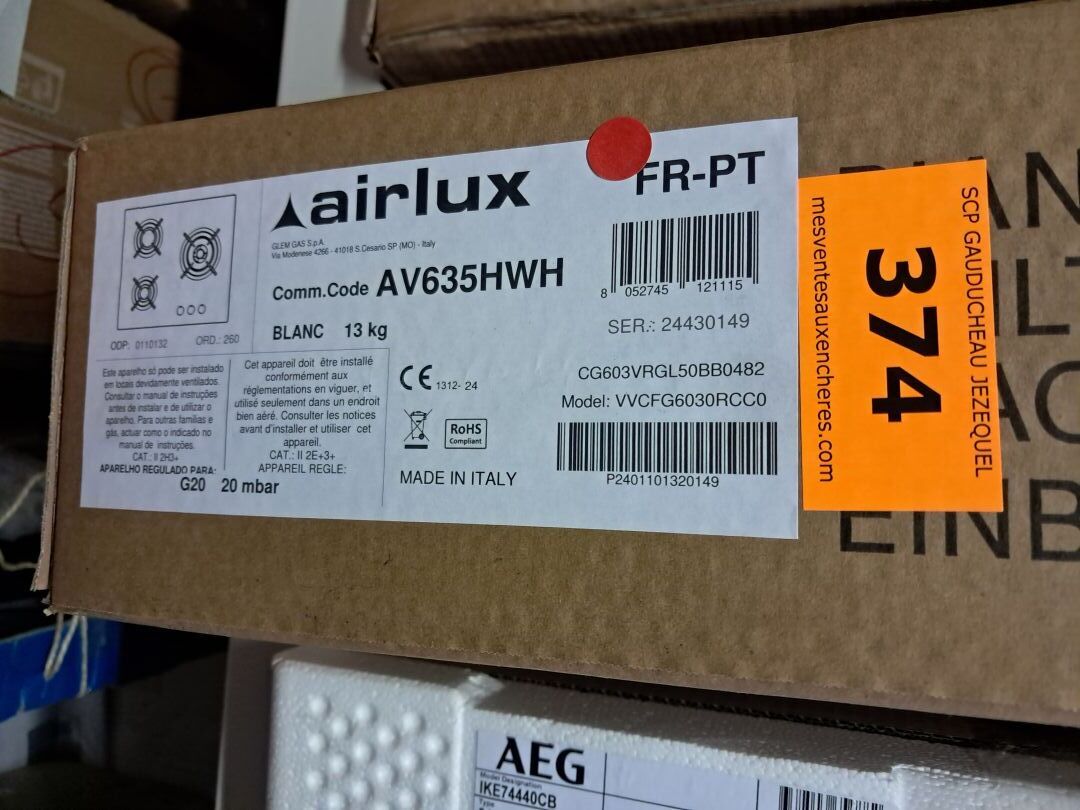 airlux
FR-PT
GLEM GAS S.p.A.
Via Modenese 4266 - 41018 S.Cesario SP (MO) - Italy
Comm.Code AV635HWH
8 052745 121115
BLANC 13 kg
SER.: 24430149
ODP: 0110132 ORD.: 260
Este aparelho só pode ser instalado
em locais devidamente ventilados.
Consultar o manual de instruções
antes de instalar e de utilizar o
aparelho. Para outras familias e
gás, actuar como o indicado no
manual de instruções.
CAT.: II 2H3+
APARELHO REGULADO PARA:
Cet appareil doit être installé
conformément aux
réglementations en viguer, et
utilisé seulement dans un endroit
bien aéré. Consulter les notices
avant d'installer et utiliser cet
appareil.
CAT.: II 2E+3+
APPAREIL REGLE:
G20 20 mbar
CE 1312- 24
RoHS
Compliant
MADE IN ITALY
CG603VRGL50BB0482
Model: VVCFG6030RCC0
P2401101320149
SCP GAUDUCHEAU JEZEQUEL
374
mesventesauxencheres.com
EINB
AEG
Model Designation
IKE74440CB
Type